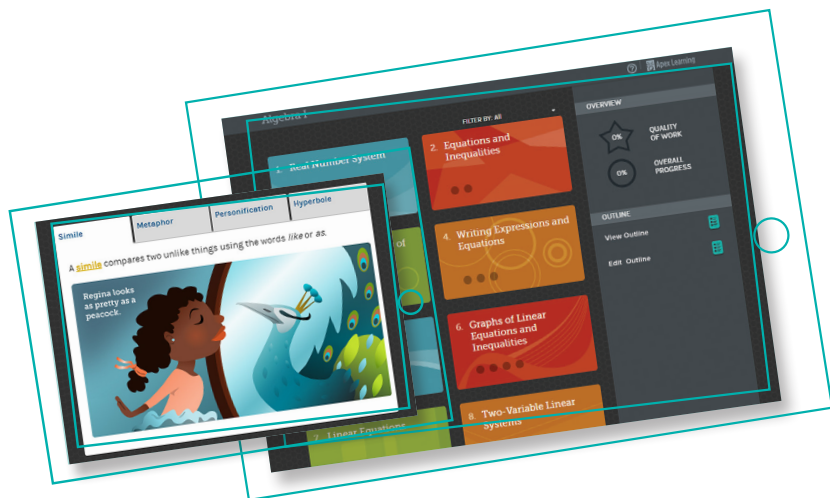 Algebra I
Apex Learning
FILTER BY: All
1. Real Number System
2. Equations and
Inequalities
of
4. Writing Expressions and
Equations
6. Graphs of Linear
Equations and
Inequalities
7. Linear Equations
8. Two-Variable Linear
Systems
OVERVIEW
0%
QUALITY
OF WORK
0%
OVERALL
PROGRESS
OUTLINE
View Outline
Edit Outline
Simile
Metaphor
Personification
Hyperbole
A simile compares two unlike things using the words like or as.
Regina looks
as pretty as a
peacock.